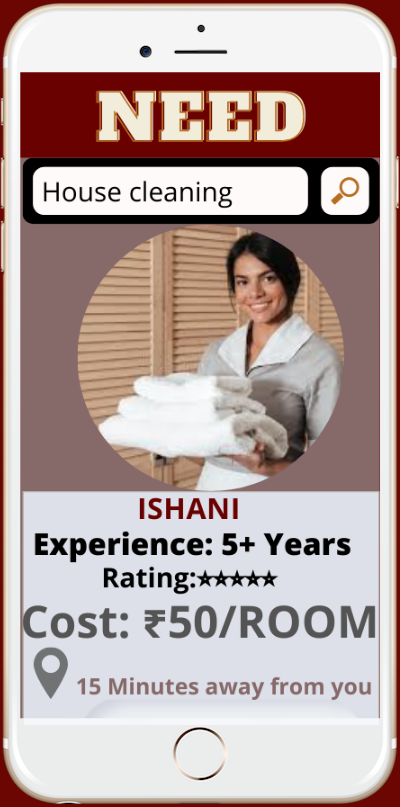 NEED
House cleaning
ISHANI
Experience: 5+ Years
Rating:★★★★★
Cost: ₹50/ROOM
15 Minutes away from you